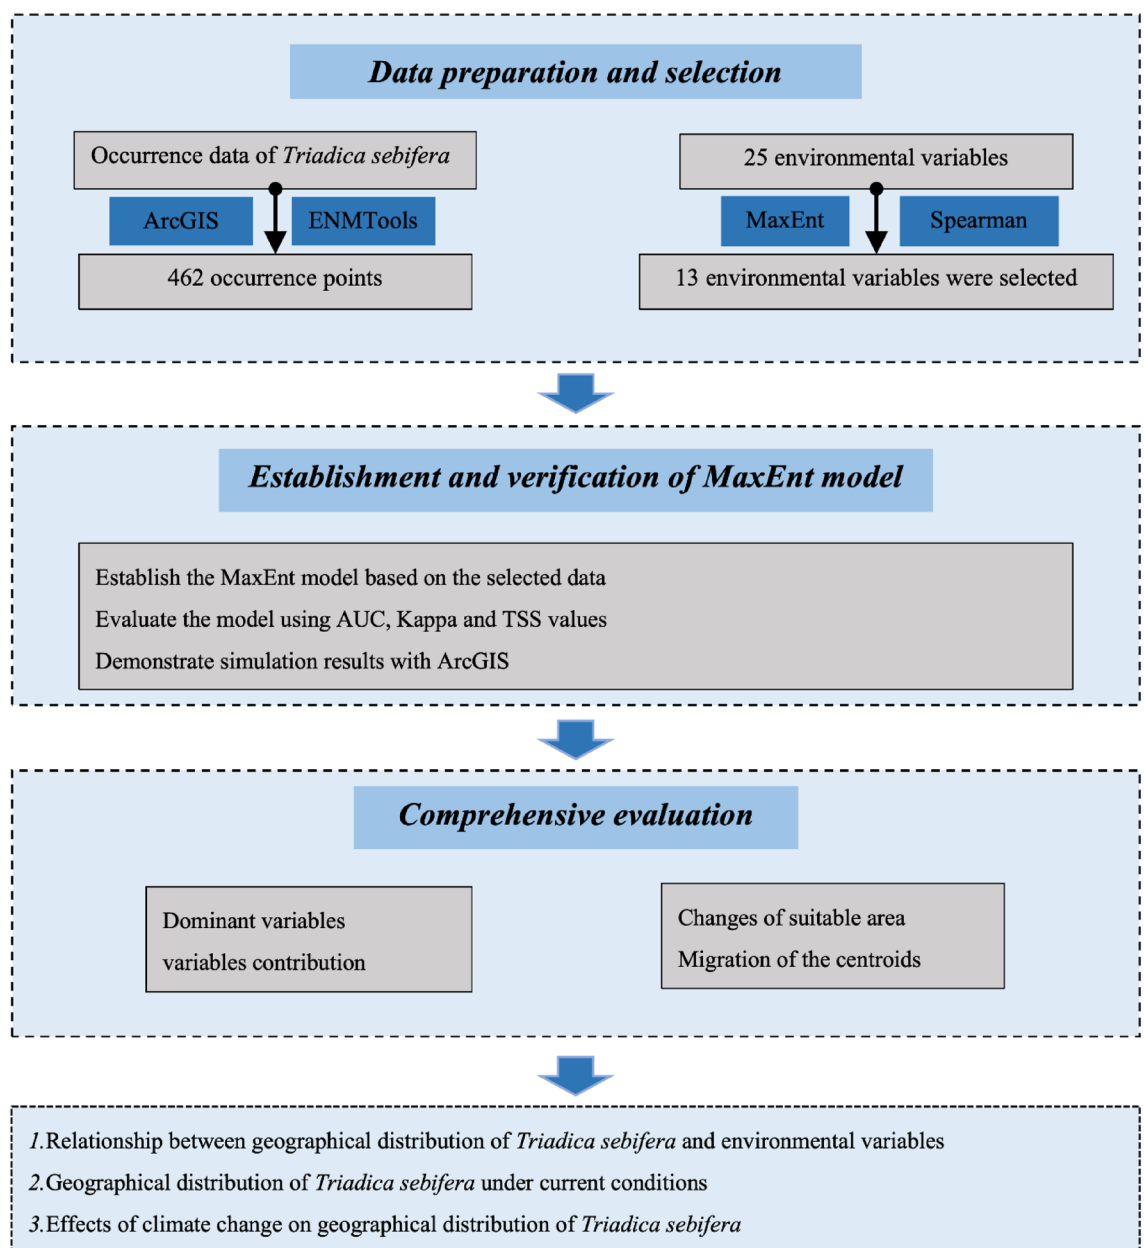 Data preparation and selection
Occurrence data of Triadica sebifera
ArcGIS
ENMTools
462 occurrence points
25 environmental variables
MaxEnt
Spearman
13 environmental variables were selected
Establishment and verification of MaxEnt model
Establish the MaxEnt model based on the selected data
Evaluate the model using AUC, Kappa and TSS values
Demonstrate simulation results with ArcGIS
Comprehensive evaluation
Dominant variables
variables contribution
Changes of suitable area
Migration of the centroids
1.Relationship between geographical distribution of Triadica sebifera and environmental variables
2.Geographical distribution of Triadica sebifera under current conditions
3.Effects of climate change on geographical distribution of Triadica sebifera